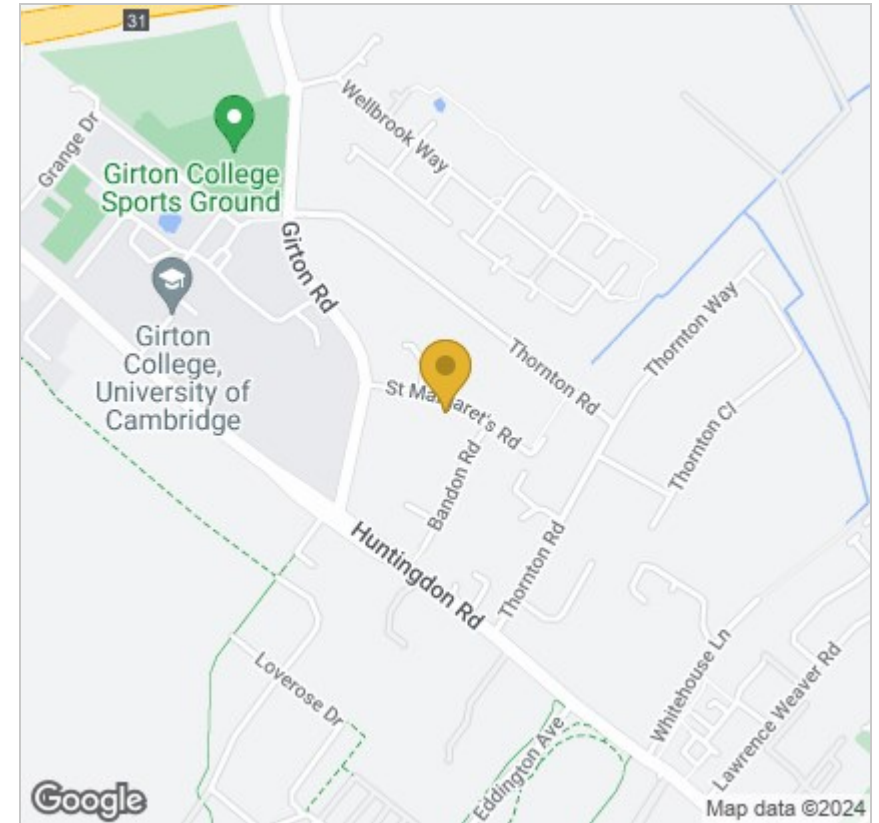 31
Wellbrook Way
Grange Dr
Girton College
Sports Ground
Girton Rd
Girton
College,
University of
Cambridge
Thornton Rd
Thornton Way
St Margaret's Rd
Thornton Cl
Bandon Rd
Huntingdon Rd
Thornton Rd
Loverose Dr
Whitehouse Ln
Lawrence Weaver Rd
Eddington Ave
Google
Map data ©2024